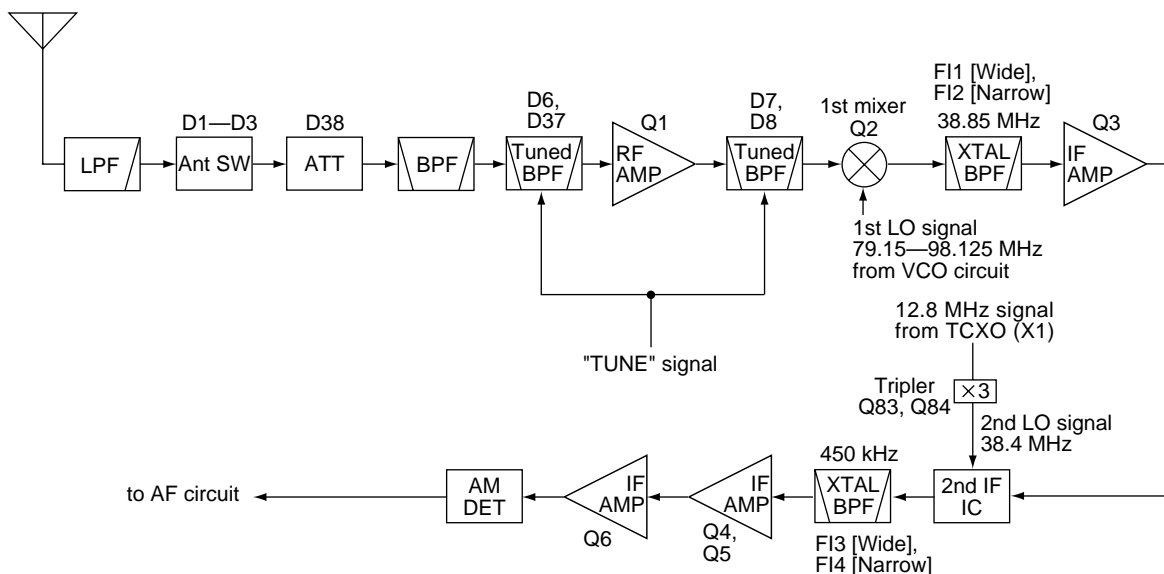 D1—D3
D38
D6,
D37
Q1
D7,
D8
1st mixer
Q2
FI1 [Wide],
FI2 [Narrow]
38.85 MHz
Q3
LPF
Ant SW
ATT
BPF
Tuned
BPF
RF
AMP
Tuned
BPF
XTAL
BPF
IF
AMP
1st LO signal
79.15—98.125 MHz
from VCO circuit
"TUNE" signal
12.8 MHz signal
from TCXO (X1)
Tripler
Q83, Q84
×3
2nd LO signal
38.4 MHz
to AF circuit
AM
DET
IF
AMP
Q6
IF
AMP
Q4,
Q5
450 kHz
XTAL
BPF
FI3 [Wide],
FI4 [Narrow]
2nd IF
IC